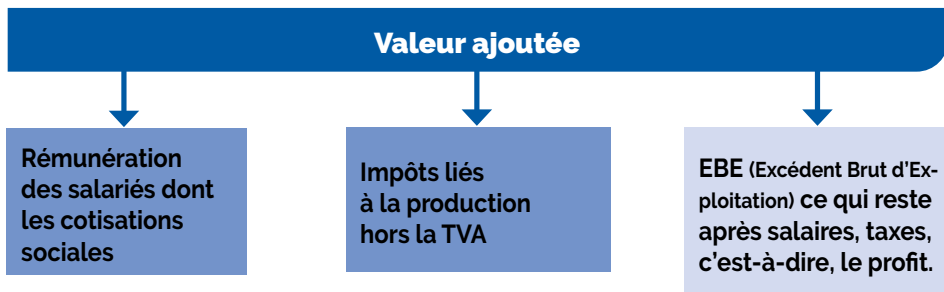 Valeur ajoutée
Rémunération
des salariés dont
les cotisations
sociales
Impôts liés
à la production
hors la TVA
EBE (Excédent Brut d'Ex-
ploitation) ce qui reste
après salaires, taxes,
c'est-à-dire, le profit.